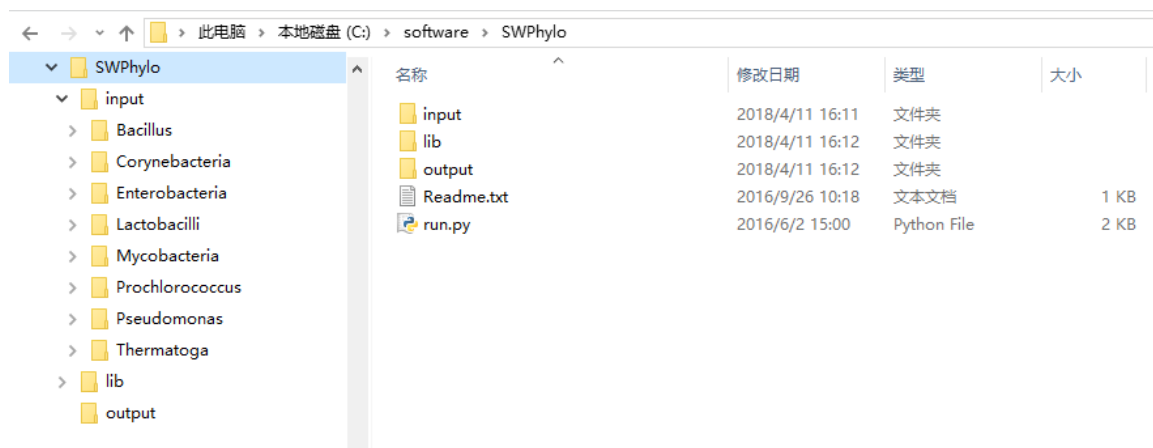 此电脑 > 本地磁盘 (C:) > software > SWPhylo
SWPhylo
input
Bacillus
Corynebacteria
Enterobacteria
Lactobacilli
Mycobacteria
Prochlorococcus
Pseudomonas
Thermatoga
lib
output
名称 修改日期 类型 大小
input 2018/4/11 16:11 文件夹
lib 2018/4/11 16:12 文件夹
output 2018/4/11 16:12 文件夹
Readme.txt 2016/9/26 10:18 文本文档 1 KB
run.py 2016/6/2 15:00 Python File 2 KB